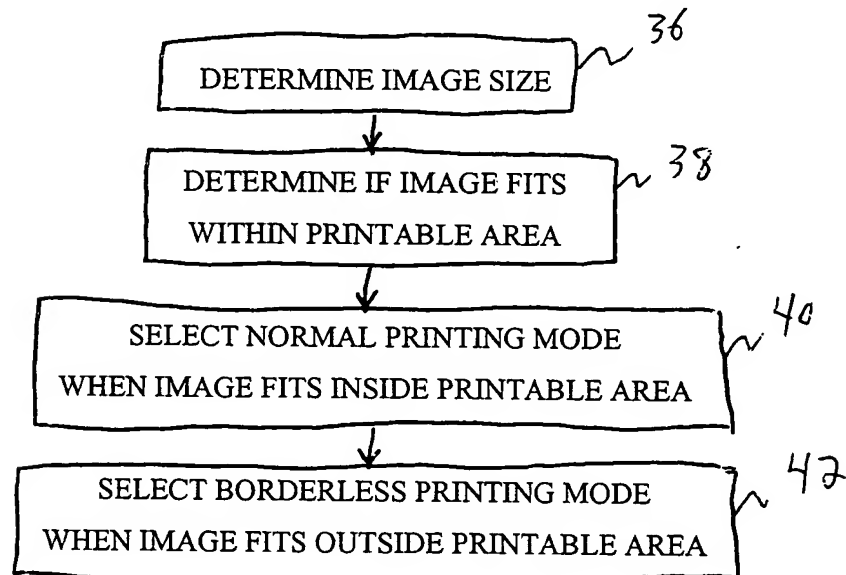 36
DETERMINE IMAGE SIZE
38
DETERMINE IF IMAGE FITS
WITHIN PRINTABLE AREA
40
SELECT NORMAL PRINTING MODE
WHEN IMAGE FITS INSIDE PRINTABLE AREA
42
SELECT BORDERLESS PRINTING MODE
WHEN IMAGE FITS OUTSIDE PRINTABLE AREA